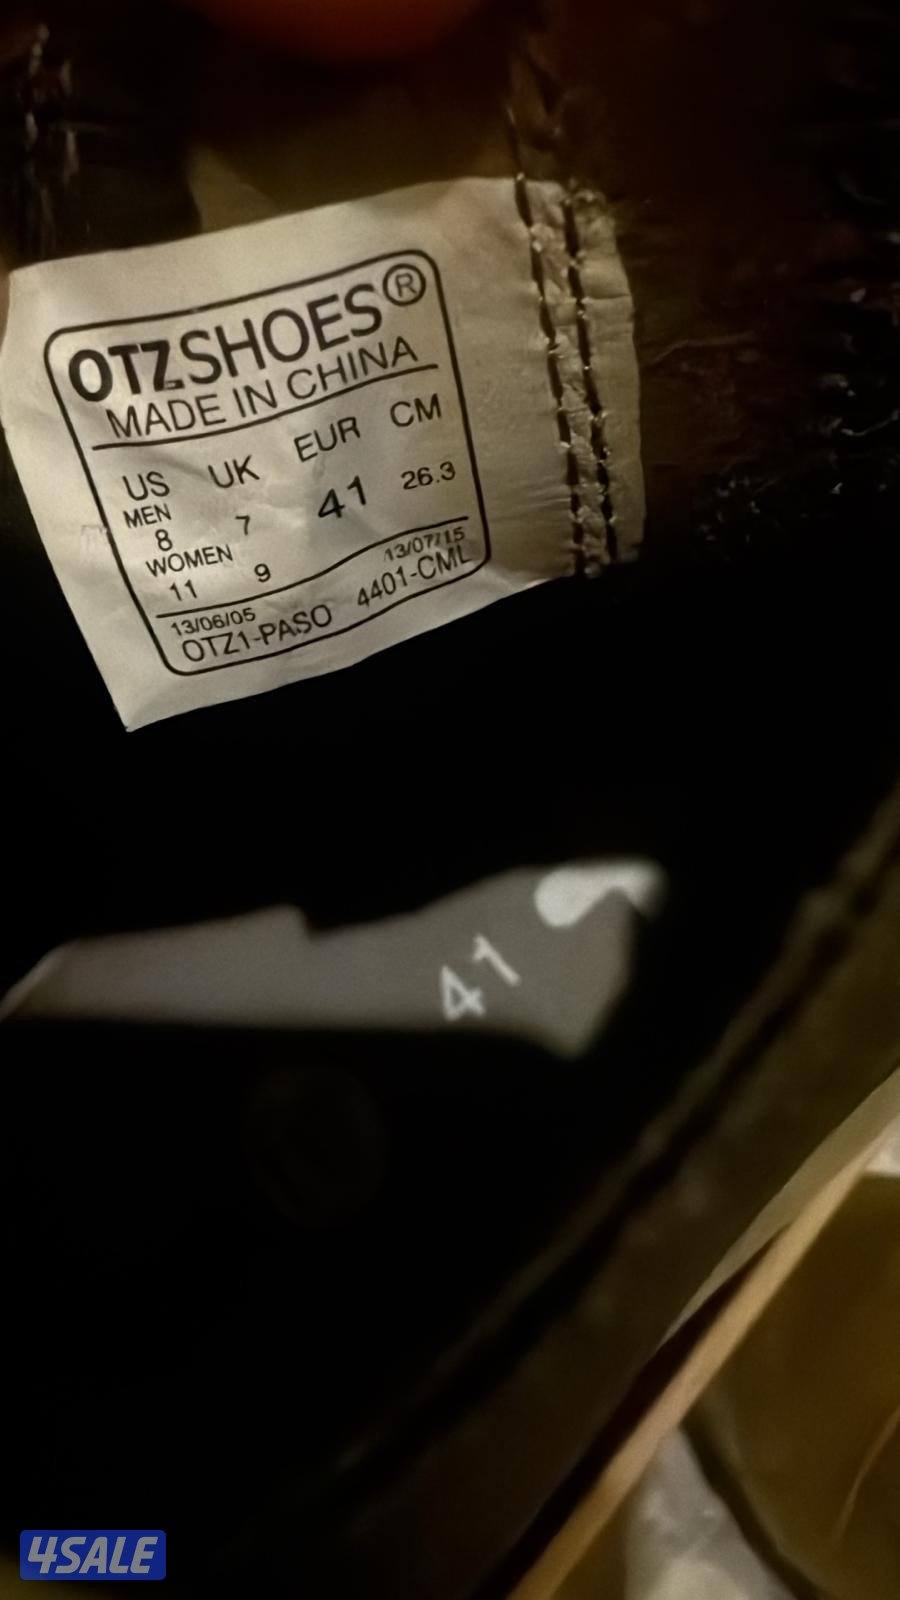 OTZSHOES®
MADE IN CHINA
US UK EUR CM
MEN
8 7 41 26.3
WOMEN
11 9
13/06/05 13/07/15
OTZ1-PASO 4401-CML
41
4SALE